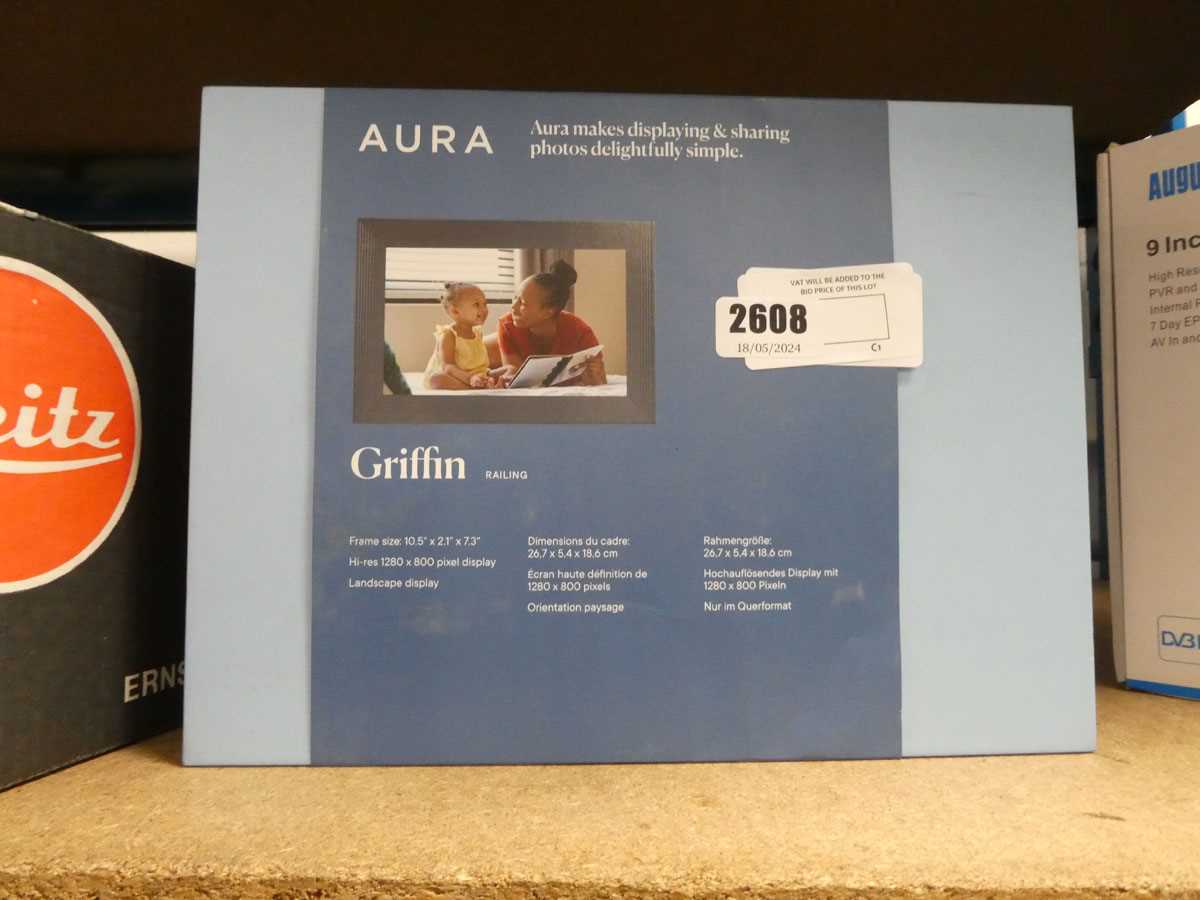 AURA
Aura makes displaying & sharing
photos delightfully simple.
VAT WILL BE ADDED TO THE
BID PRICE OF THIS LOT
2608
18/05/2024
C1
Griffin RAILING
Frame size: 10.5" x 2.1" x 7.3"
Hi-res 1280 x 800 pixel display
Landscape display
Dimensions du cadre:
26,7 x 5,4 x 18,6 cm
Écran haute définition de
1280 x 800 pixels
Orientation paysage
Rahmengröße:
26,7 x 5,4 x 18,6 cm
Hochauflösendes Display mit
1280 x 800 Pixeln
Nur im Querformat
eitz
ERNS
Augu
9 Inc
High Res
PVR and
Internal
7 Day EP
AV In and
DVB